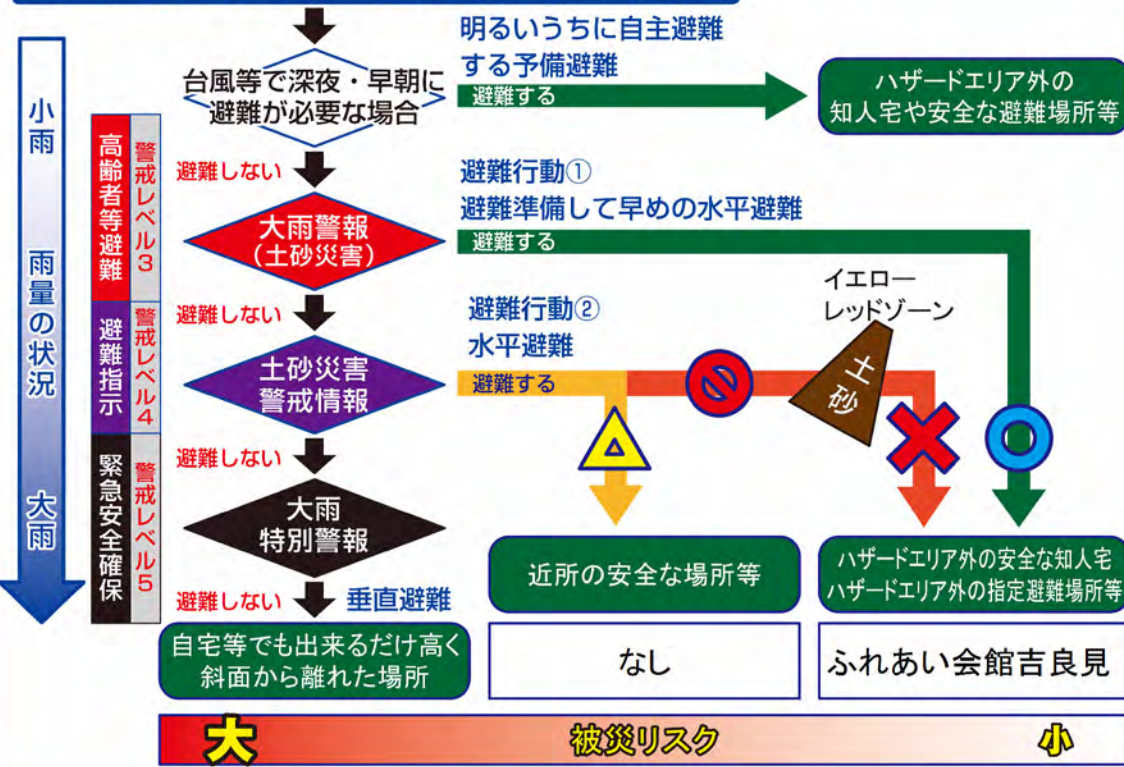 明るいうちに自主避難
する予備避難
台風等で深夜・早朝に
避難が必要な場合
避難する
ハザードエリア外の
知人宅や安全な避難場所等
小雨
雨量の状況
大雨
高齢者等避難
警戒レベル3
避難しない
避難行動①
避難準備して早めの水平避難
大雨警報
(土砂災害)
避難する
イエロー
レッドゾーン
避難指示
警戒レベル4
避難しない
避難行動②
水平避難
土砂災害
警戒情報
避難する
土砂
緊急安全確保
警戒レベル5
避難しない
大雨
特別警報
近所の安全な場所等
ハザードエリア外の安全な知人宅
ハザードエリア外の指定避難場所等
避難しない
垂直避難
自宅等でも出来るだけ高く
斜面から離れた場所
なし
ふれあい会館吉良見
大
被災リスク
小